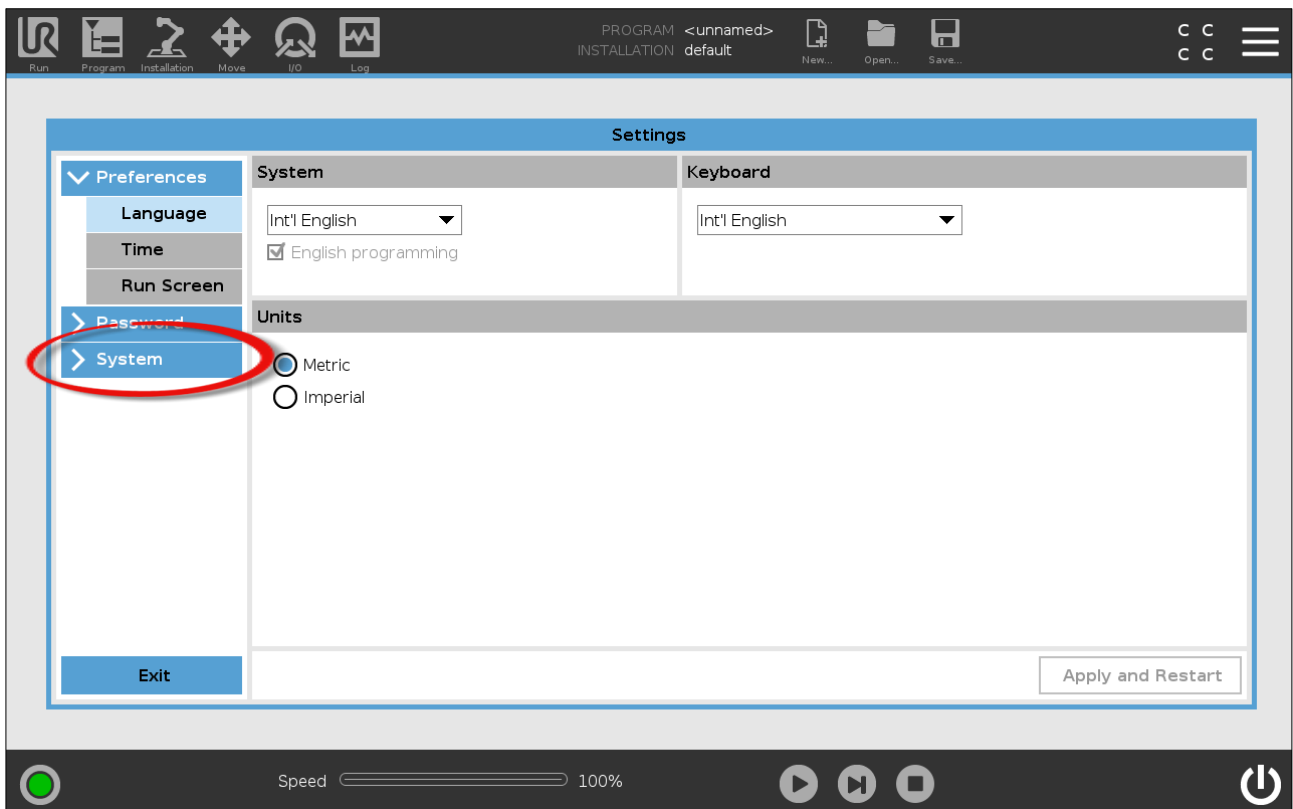 PROGRAM <unnamed>
INSTALLATION default
C C
C C
Run Program Installation Move I/O Log New... Open... Save...
Settings
Preferences
Language
Time
Run Screen
Password
System
Exit
System
Int'l English
English programming
Keyboard
Int'l English
Units
Metric
Imperial
Apply and Restart
Speed 100%